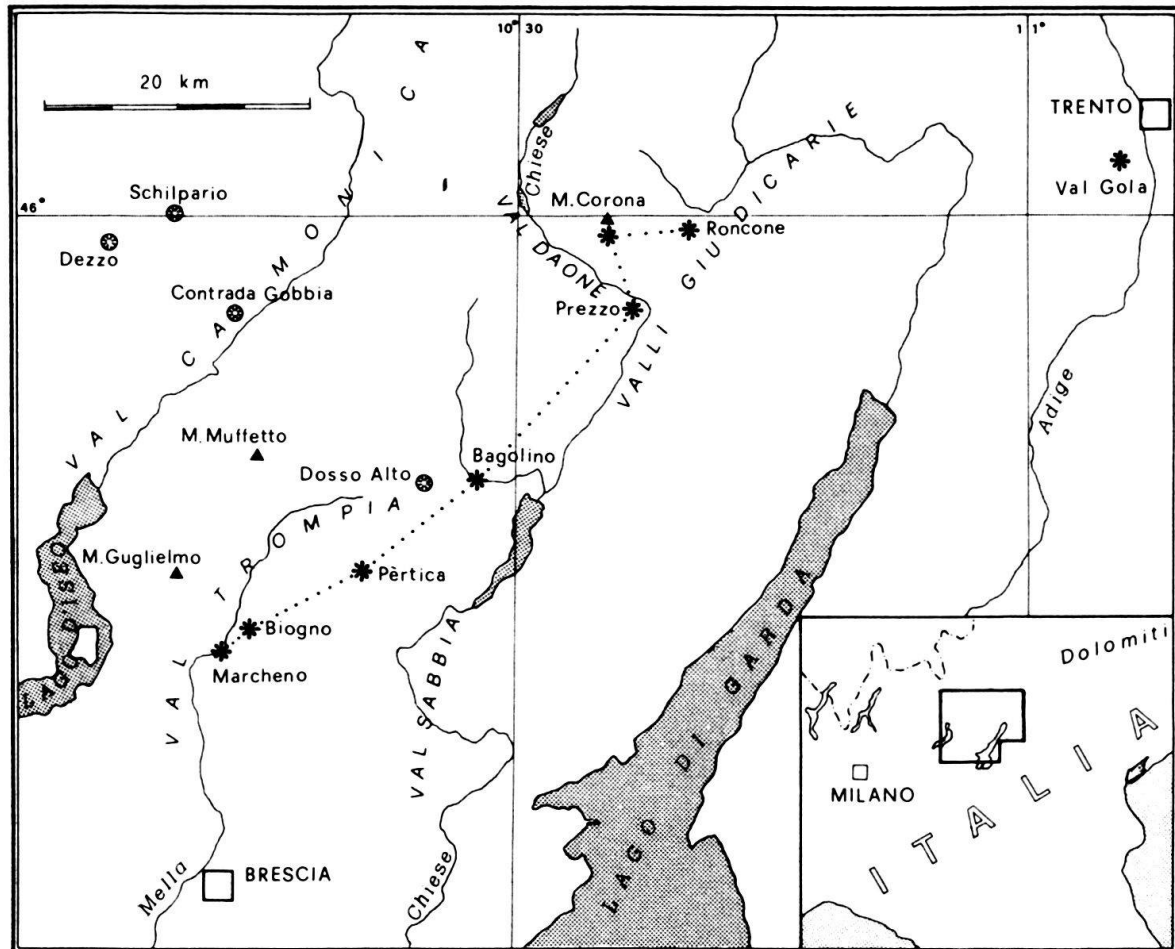 10° 30
11°
20 km
TRENTO
Val Gola
Schilpario
46°
Dezzo
Contrada Gobbia
VAL CAMONICA
Chiese
M. Corona
Roncone
VAL DAONE
Prezzo
VALLI GIUDICARIE
Adige
M. Muffetto
Dosso Alto
Bagolino
M. Guglielmo
VAL TROMPIA
Pèrtica
Biogno
Marcheno
LAGO D'ISEO
VAL SABBIA
LAGO DI GARDA
Mella
BRESCIA
Chiese
Dolomiti
MILANO
ITALIA